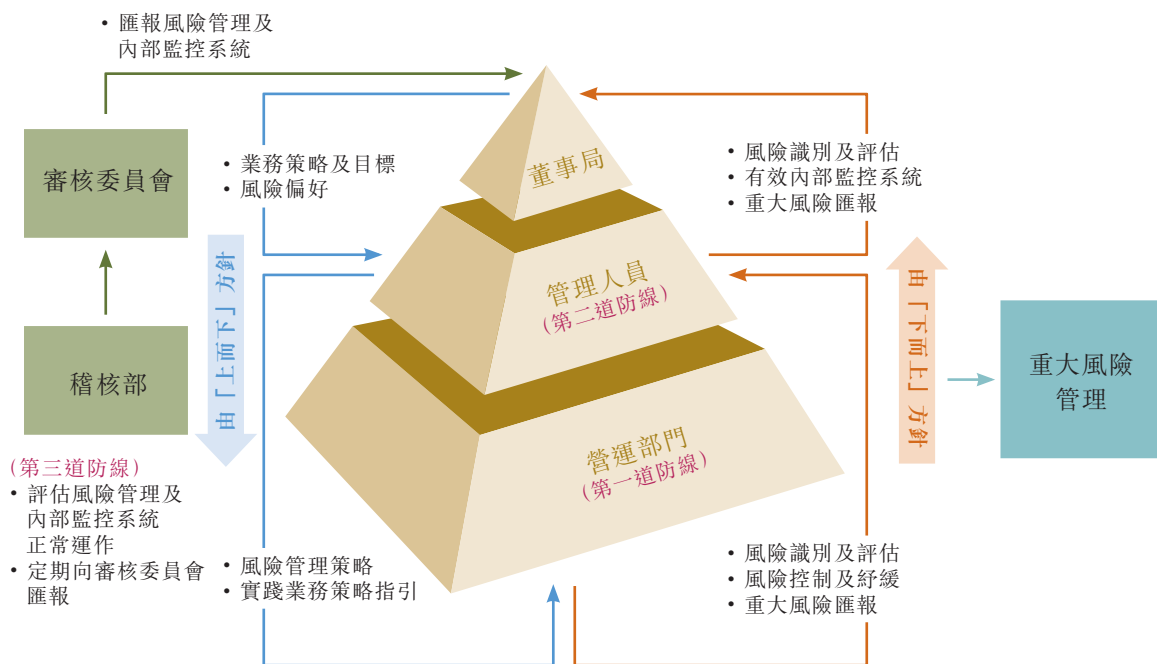 • 匯報風險管理及
內部監控系統
審核委員會
• 業務策略及目標
• 風險偏好
董事局
• 風險識別及評估
• 有效內部監控系統
• 重大風險匯報
由「上而下」方針
管理人員
(第二道防線)
由「下而上」方針
重大風險
管理
稽核部
(第三道防線)
• 評估風險管理及
內部監控系統
正常運作
• 定期向審核委員會
匯報
營運部門
(第一道防線)
• 風險管理策略
• 實踐業務策略指引
• 風險識別及評估
• 風險控制及紓緩
• 重大風險匯報